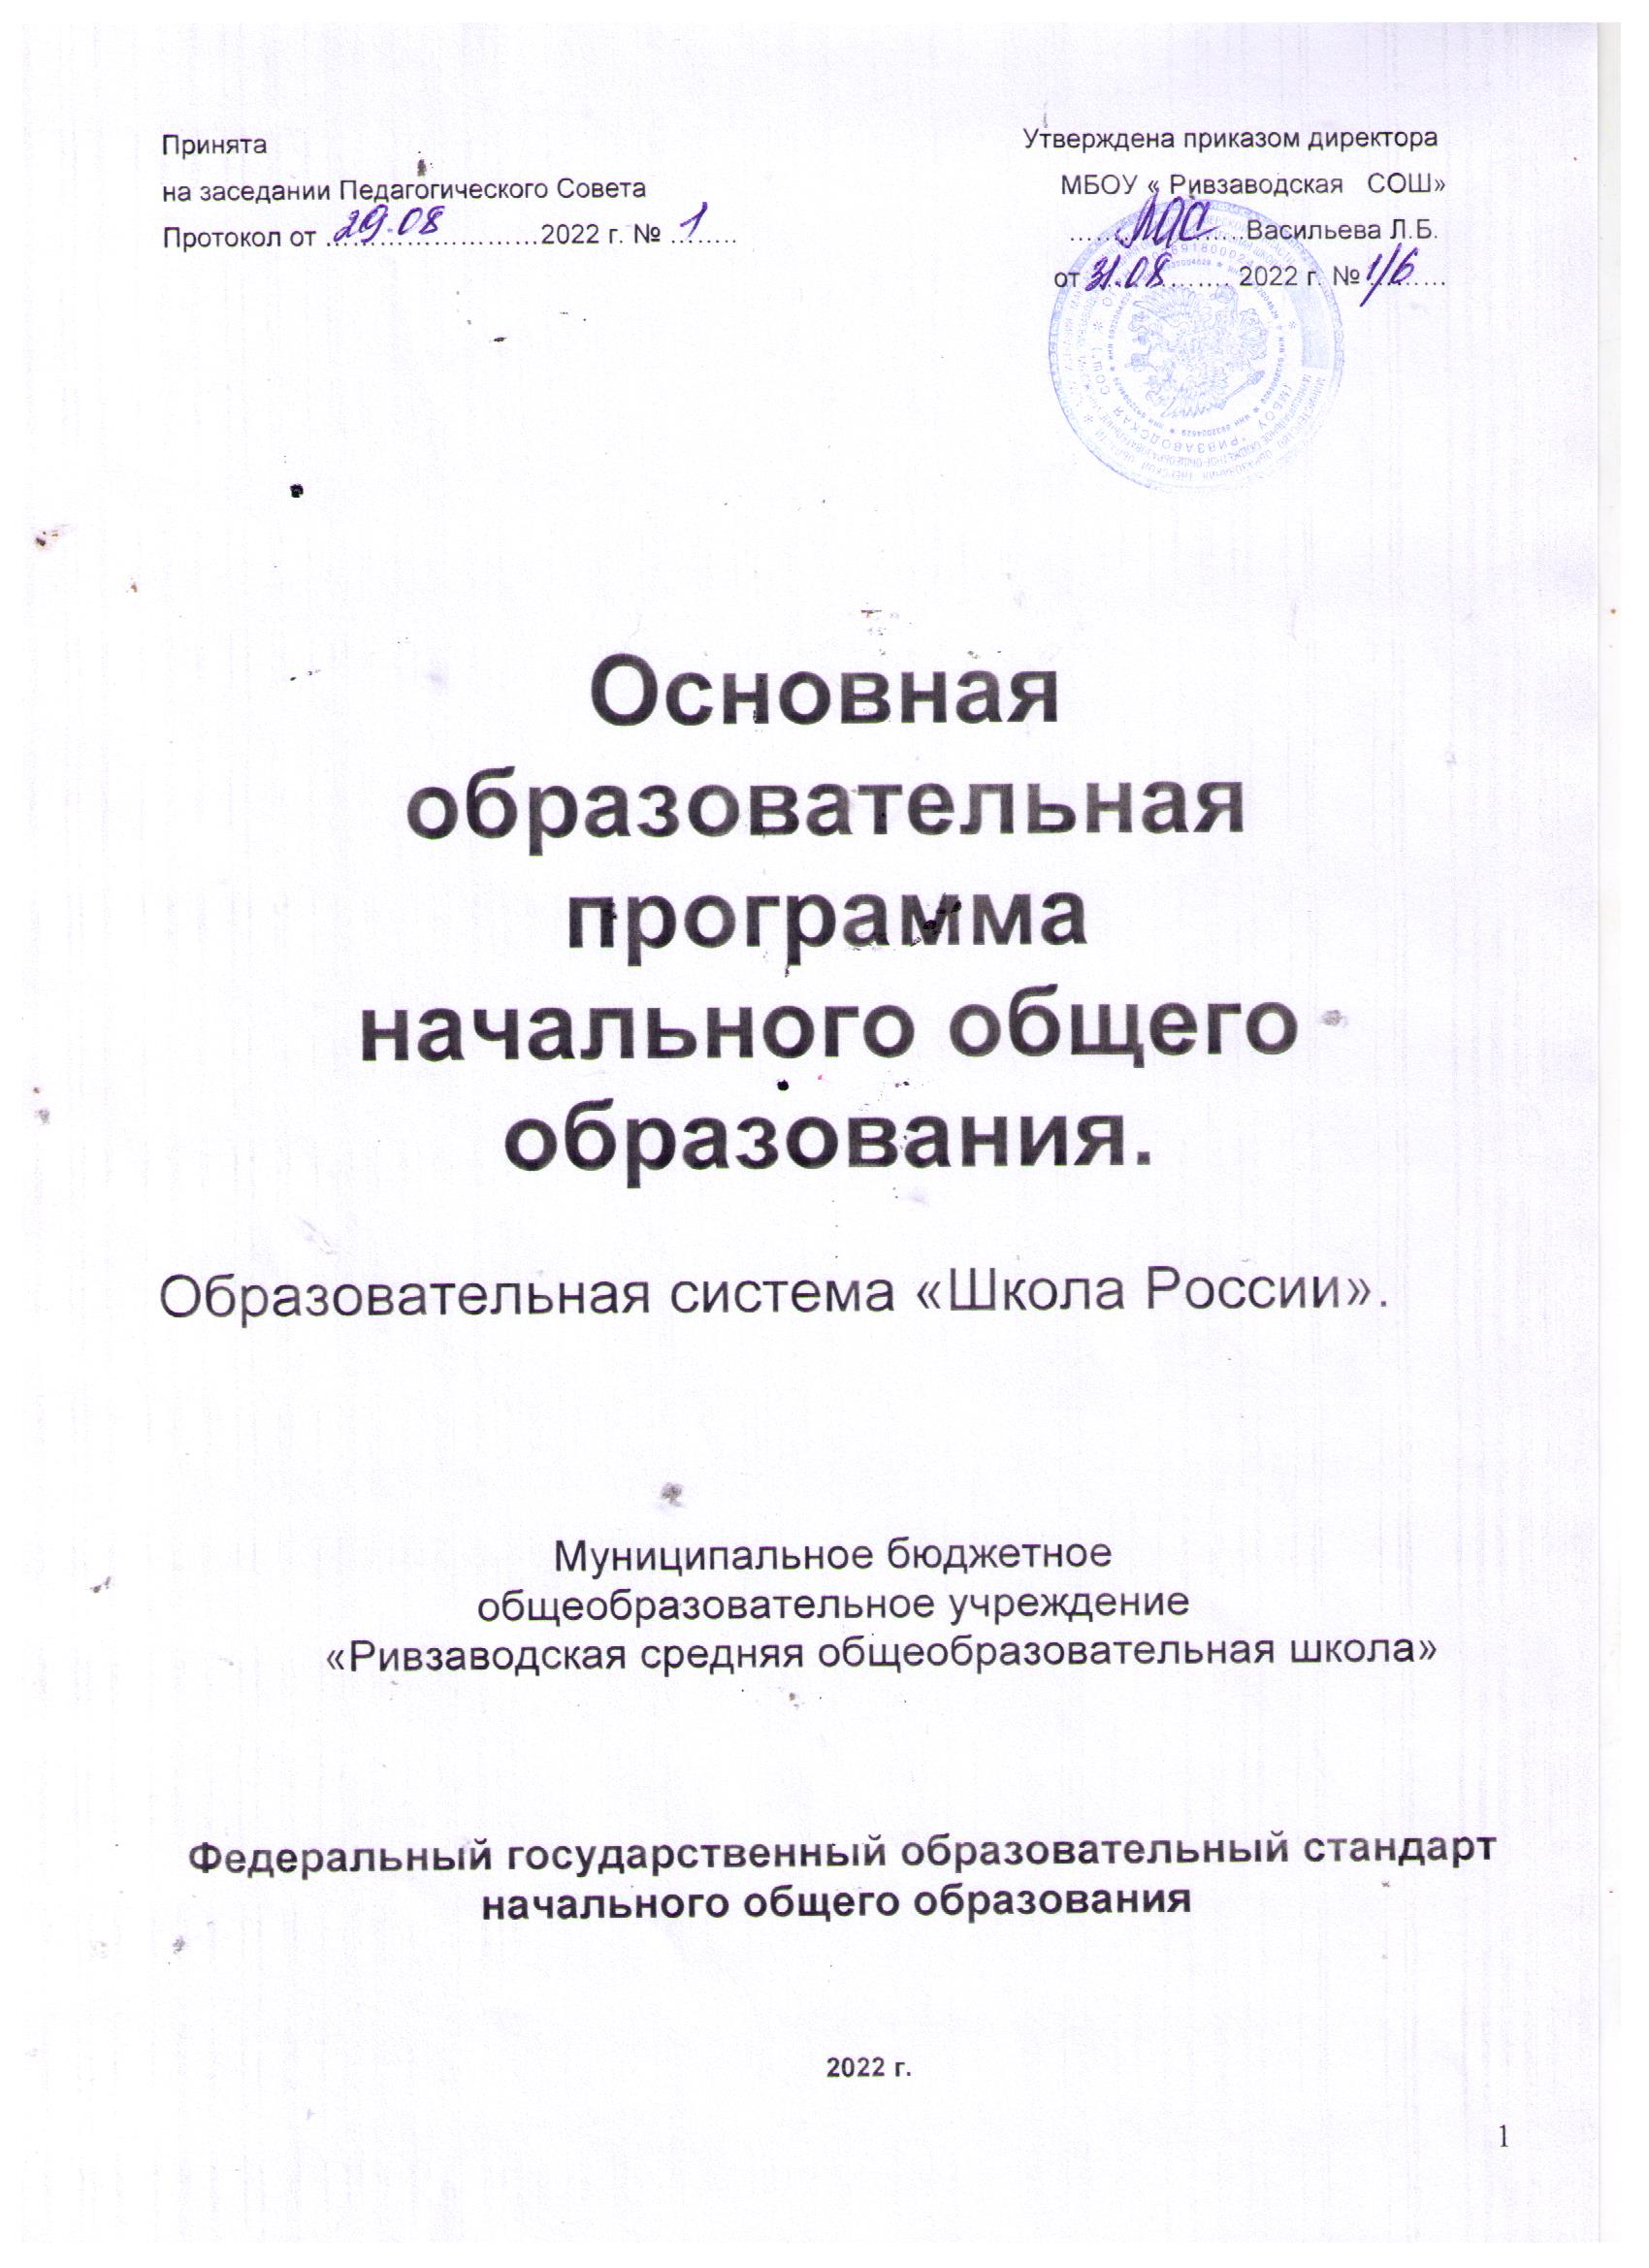 Принята
на заседании Педагогического Совета
Протокол от 29.08 2022 г. № 1
Утверждена приказом директора
МБОУ « Ривзаводская СОШ»
Васильева Л.Б.
от 31.08 2022 г. № 1/6
Основная
образовательная
программа
начального общего
образования.
Образовательная система «Школа России».
Муниципальное бюджетное
общеобразовательное учреждение
«Ривзаводская средняя общеобразовательная школа»
Федеральный государственный образовательный стандарт
начального общего образования
2022 г.
1